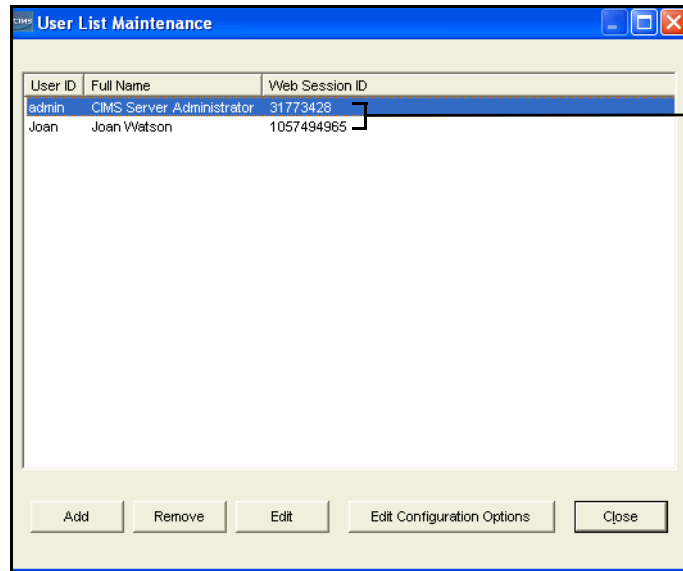 CIMS User List Maintenance
User ID Full Name Web Session ID
admin CIMS Server Administrator 31773428
Joan Joan Watson 1057494965
Add Remove Edit Edit Configuration Options Close